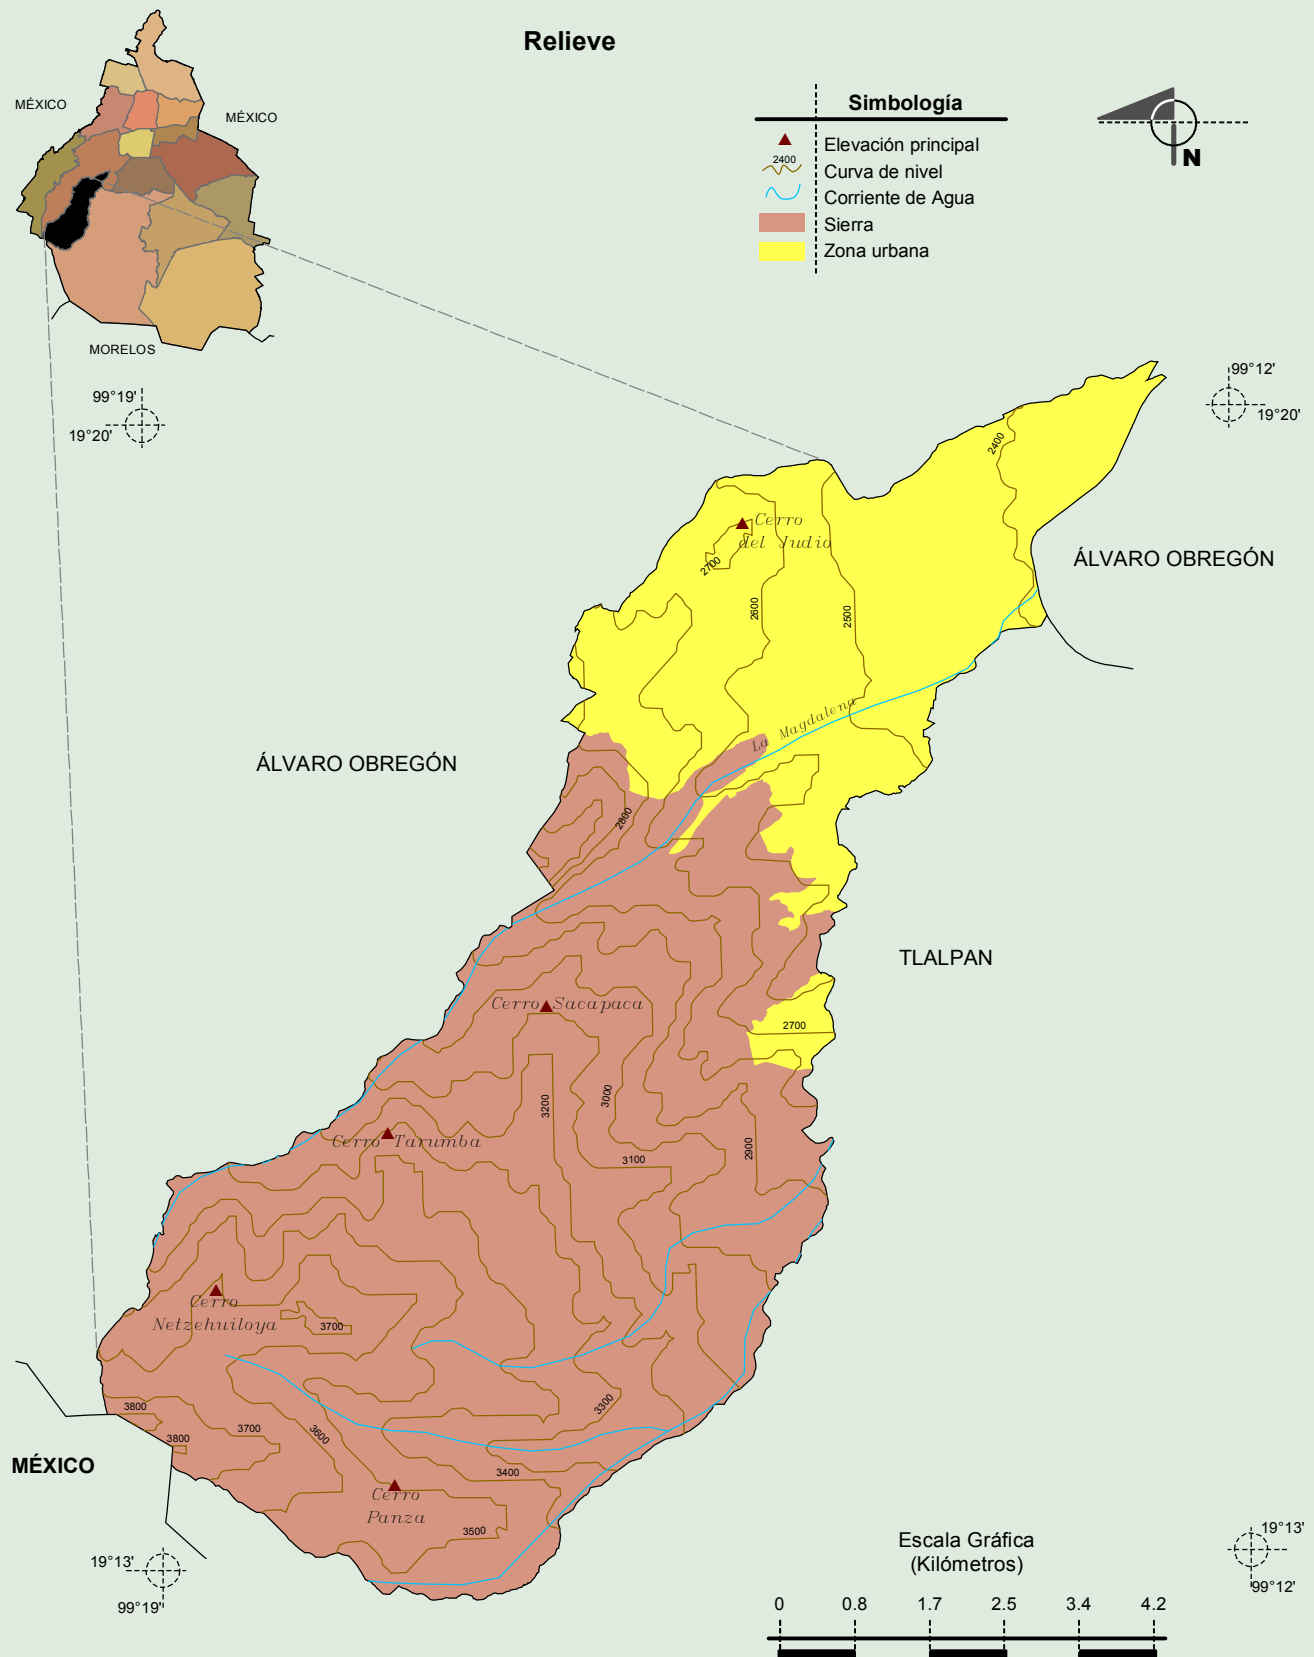 Relieve
MÉXICO
MÉXICO
MORELOS
Simbología
Elevación principal
2400
Curva de nivel
Corriente de Agua
Sierra
Zona urbana
N
99°19'
19°20'
99°12'
19°20'
2400
Cerro
del Judio
2700
2600
2500
ÁLVARO OBREGÓN
La Magdalena
ÁLVARO OBREGÓN
2800
TLALPAN
Cerro Sacapaca
2700
3200
3000
Cerro Tarumba
2900
3100
Cerro
Netzehuiloya
3700
3800
3700
3600
3300
3800
MÉXICO
3400
Cerro
Panza
3500
19°13'
99°19'
Escala Gráfica
(Kilómetros)
0 0.8 1.7 2.5 3.4 4.2
19°13'
99°12'